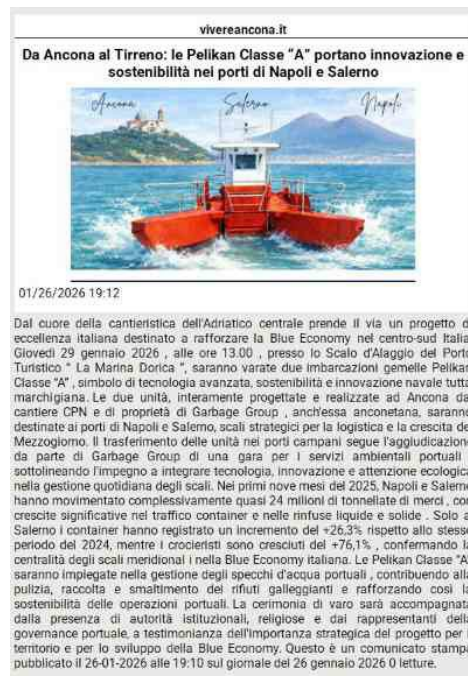 vivereancona.it
Da Ancona al Tirreno: le Pelikan Classe "A" portano innovazione e
sostenibilità nei porti di Napoli e Salerno
Ancona Salerno Napoli
01/26/2026 19:12
Dal cuore della cantieristica dell'Adriatico centrale prende il via un progetto d
eccellenza italiana destinato a rafforzare la Blue Economy nel centro-sud Italia
Giovedì 29 gennaio 2026 , alle ore 13.00 , presso lo Scalo d'Alaggio del Porto
Turistico " La Marina Dorica ", saranno varate due imbarcazioni gemelle Pelikan
Classe "A" , simbolo di tecnologia avanzata, sostenibilità e innovazione navale tutta
marchigiana. Le due unità, interamente progettate e realizzate ad Ancona da
cantiere CPN e di proprietà di Garbage Group , anch'essa anconetana, saranno
destinate ai porti di Napoli e Salerno, scali strategici per la logistica e la crescita de
Mezzogiorno. Il trasferimento delle unità nei porti campani segue l'aggiudicazione
da parte di Garbage Group di una gara per i servizi ambientali portuali
sottolineando l'impegno a integrare tecnologia, innovazione e attenzione ecologica
nella gestione quotidiana degli scali. Nei primi nove mesi del 2025, Napoli e Salerno
hanno movimentato complessivamente quasi 24 milioni di tonnellate di merci , con
crescite significative nel traffico container e nelle rinfuse liquide e solide . Solo a
Salerno i container hanno registrato un incremento del +26,3% rispetto allo stesso
periodo del 2024, mentre i crocieristi sono cresciuti del +76,1% , confermando la
centralità degli scali meridional i nella Blue Economy italiana. Le Pelikan Classe "A"
saranno impiegate nella gestione degli specchi d'acqua portuali , contribuendo alla
pulizia, raccolta e smaltimento dei rifiuti galleggianti e rafforzando così la
sostenibilità delle operazioni portuali. La cerimonia di varo sarà accompagnata
dalla presenza di autorità istituzionali, religiose e dai rappresentanti della
governance portuale, a testimonianza dell'importanza strategica del progetto per i
territorio e per lo sviluppo della Blue Economy. Questo è un comunicato stampa
pubblicato il 26-01-2026 alle 19:10 sul giornale del 26 gennaio 2026 0 letture.